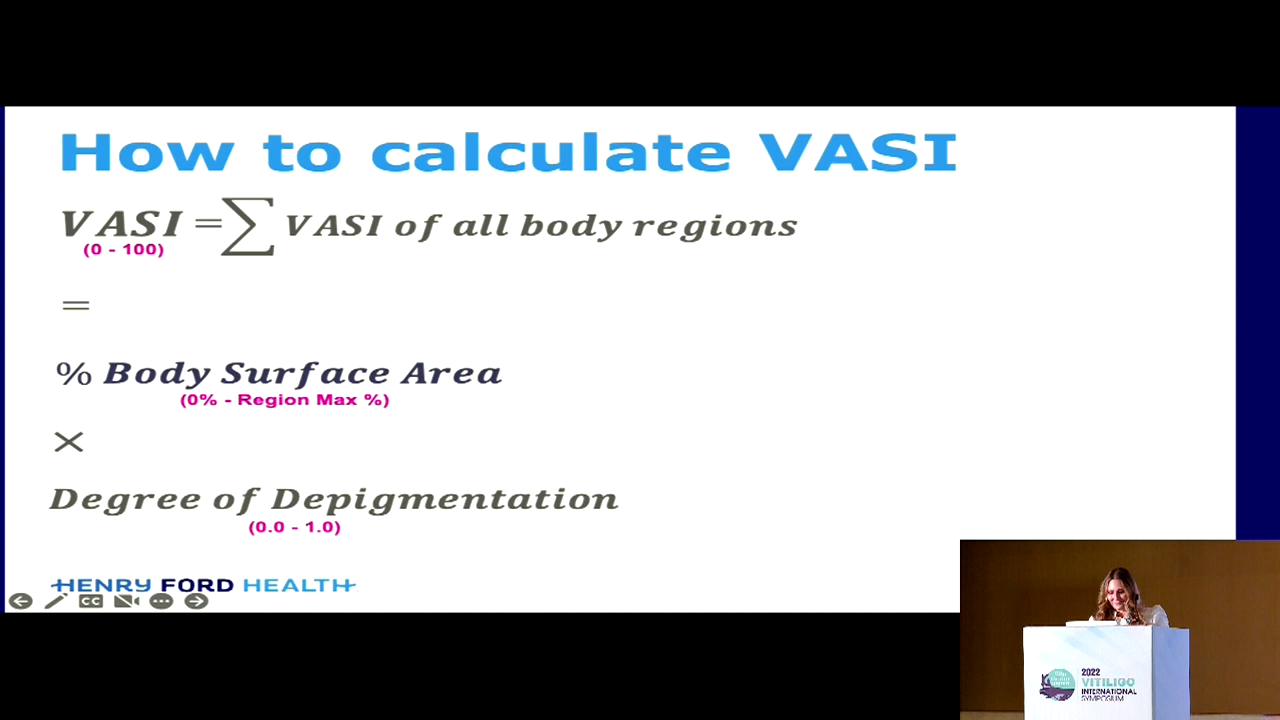 How to calculate VASI
VASI = ∑ VASI of all body regions
(0 - 100)
=
% Body Surface Area
(0% - Region Max %)
×
Degree of Depigmentation
(0.0 - 1.0)
HENRY FORD HEALTH
CC
2022
VITILIGO
INTERNATIONAL
SYMPOSIUM